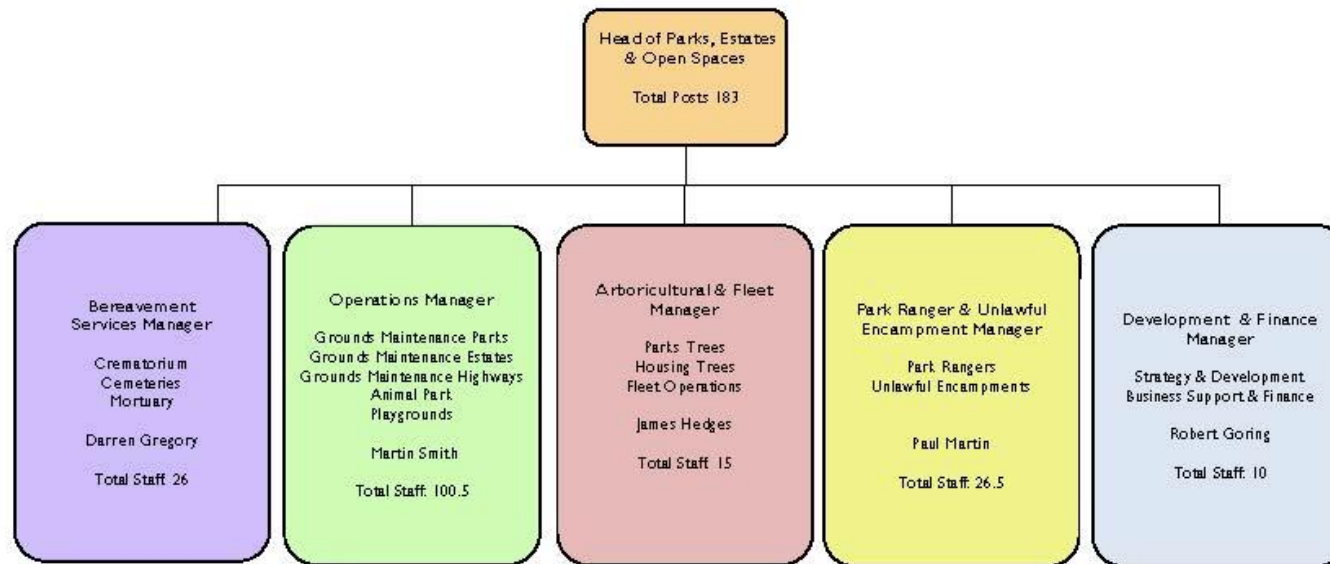 Head of Parks, Estates
& Open Spaces
Total Posts 183
Bereavement
Services Manager
Crematorium
Cemeteries
Mortuary
Darren Gregory
Total Staff: 26
Operations Manager
Grounds Maintenance Parks
Grounds Maintenance Estates
Grounds Maintenance Highways
Animal Park
Playgrounds
Martin Smith
Total Staff: 100.5
Arboricultural & Fleet
Manager
Parks Trees
Housing Trees
Fleet Operations
James Hedges
Total Staff: 15
Park Ranger & Unlawful
Encampment Manager
Park Rangers
Unlawful Encampments
Paul Martin
Total Staff: 26.5
Development & Finance
Manager
Strategy & Development
Business Support & Finance
Robert Goring
Total Staff: 10